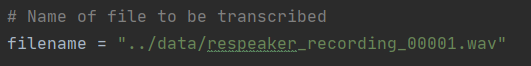 # Name of file to be transcribed
filename = "../data/respeaker_recording_00001.wav"